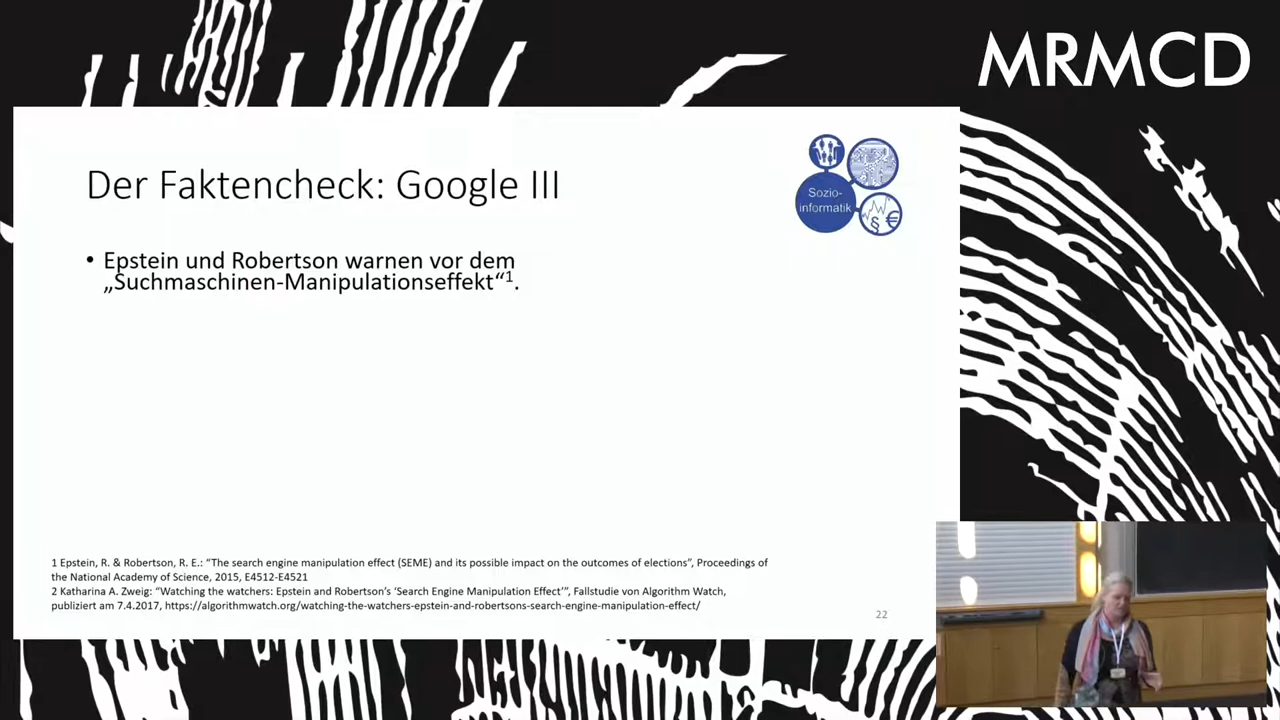 MRMCD
Der Faktencheck: Google III
Sozio-
informatik
§ €
• Epstein und Robertson warnen vor dem
„Suchmaschinen-Manipulationseffekt“¹.
1 Epstein, R. & Robertson, R. E.: “The search engine manipulation effect (SEME) and its possible impact on the outcomes of elections”, Proceedings of
the National Academy of Science, 2015, E4512-E4521
2 Katharina A. Zweig: “Watching the watchers: Epstein and Robertson’s ‘Search Engine Manipulation Effect’”, Fallstudie von Algorithm Watch,
publiziert am 7.4.2017, https://algorithmwatch.org/watching-the-watchers-epstein-and-robertsons-search-engine-manipulation-effect/
22